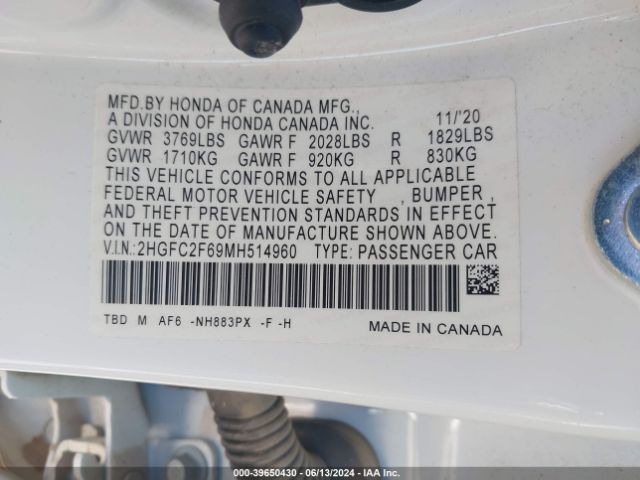 MFD. BY HONDA OF CANADA MFG.,
A DIVISION OF HONDA CANADA INC. 11/'20
GVWR 3769LBS GAWR F 2028LBS R 1829LBS
GVWR 1710KG GAWR F 920KG R 830KG
THIS VEHICLE CONFORMS TO ALL APPLICABLE
FEDERAL MOTOR VEHICLE SAFETY , BUMPER ,
AND THEFT PREVENTION STANDARDS IN EFFECT
ON THE DATE OF MANUFACTURE SHOWN ABOVE.
V.I.N.:2HGFC2F69MH514960 TYPE: PASSENGER CAR
TBD M AF6 -NH883PX -F -H MADE IN CANADA
000-39650430 - 06/13/2024 - IAA Inc.